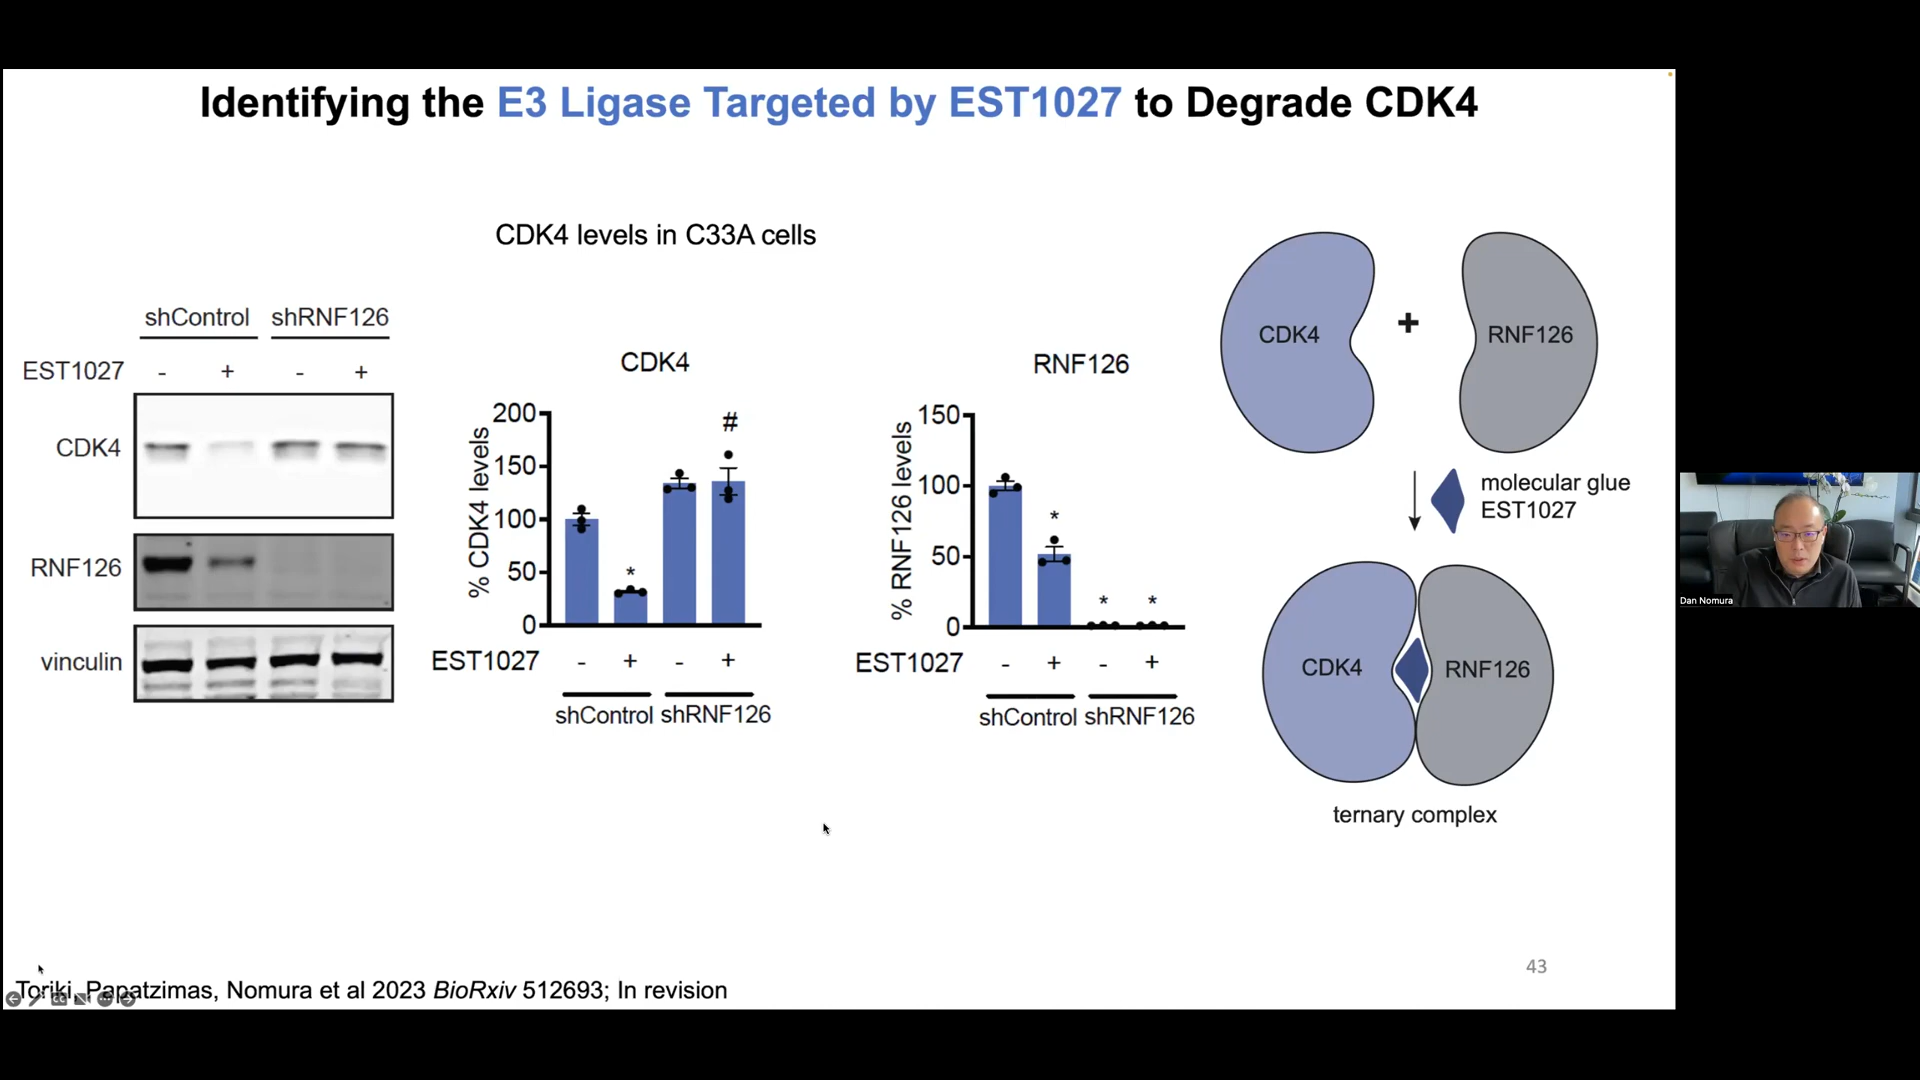 Identifying the E3 Ligase Targeted by EST1027 to Degrade CDK4
CDK4 levels in C33A cells
shControl shRNF126
EST1027 - + - +
CDK4
RNF126
vinculin
CDK4
% CDK4 levels
200
150
100
50
0
*
#
EST1027 - + - +
shControl shRNF126
RNF126
% RNF126 levels
150
100
50
0
*
*
*
EST1027 - + - +
shControl shRNF126
CDK4 + RNF126
molecular glue
EST1027
CDK4 RNF126
ternary complex
Dan Nomura
43
Toriki, Papatzimas, Nomura et al 2023 BioRxiv 512693; In revision